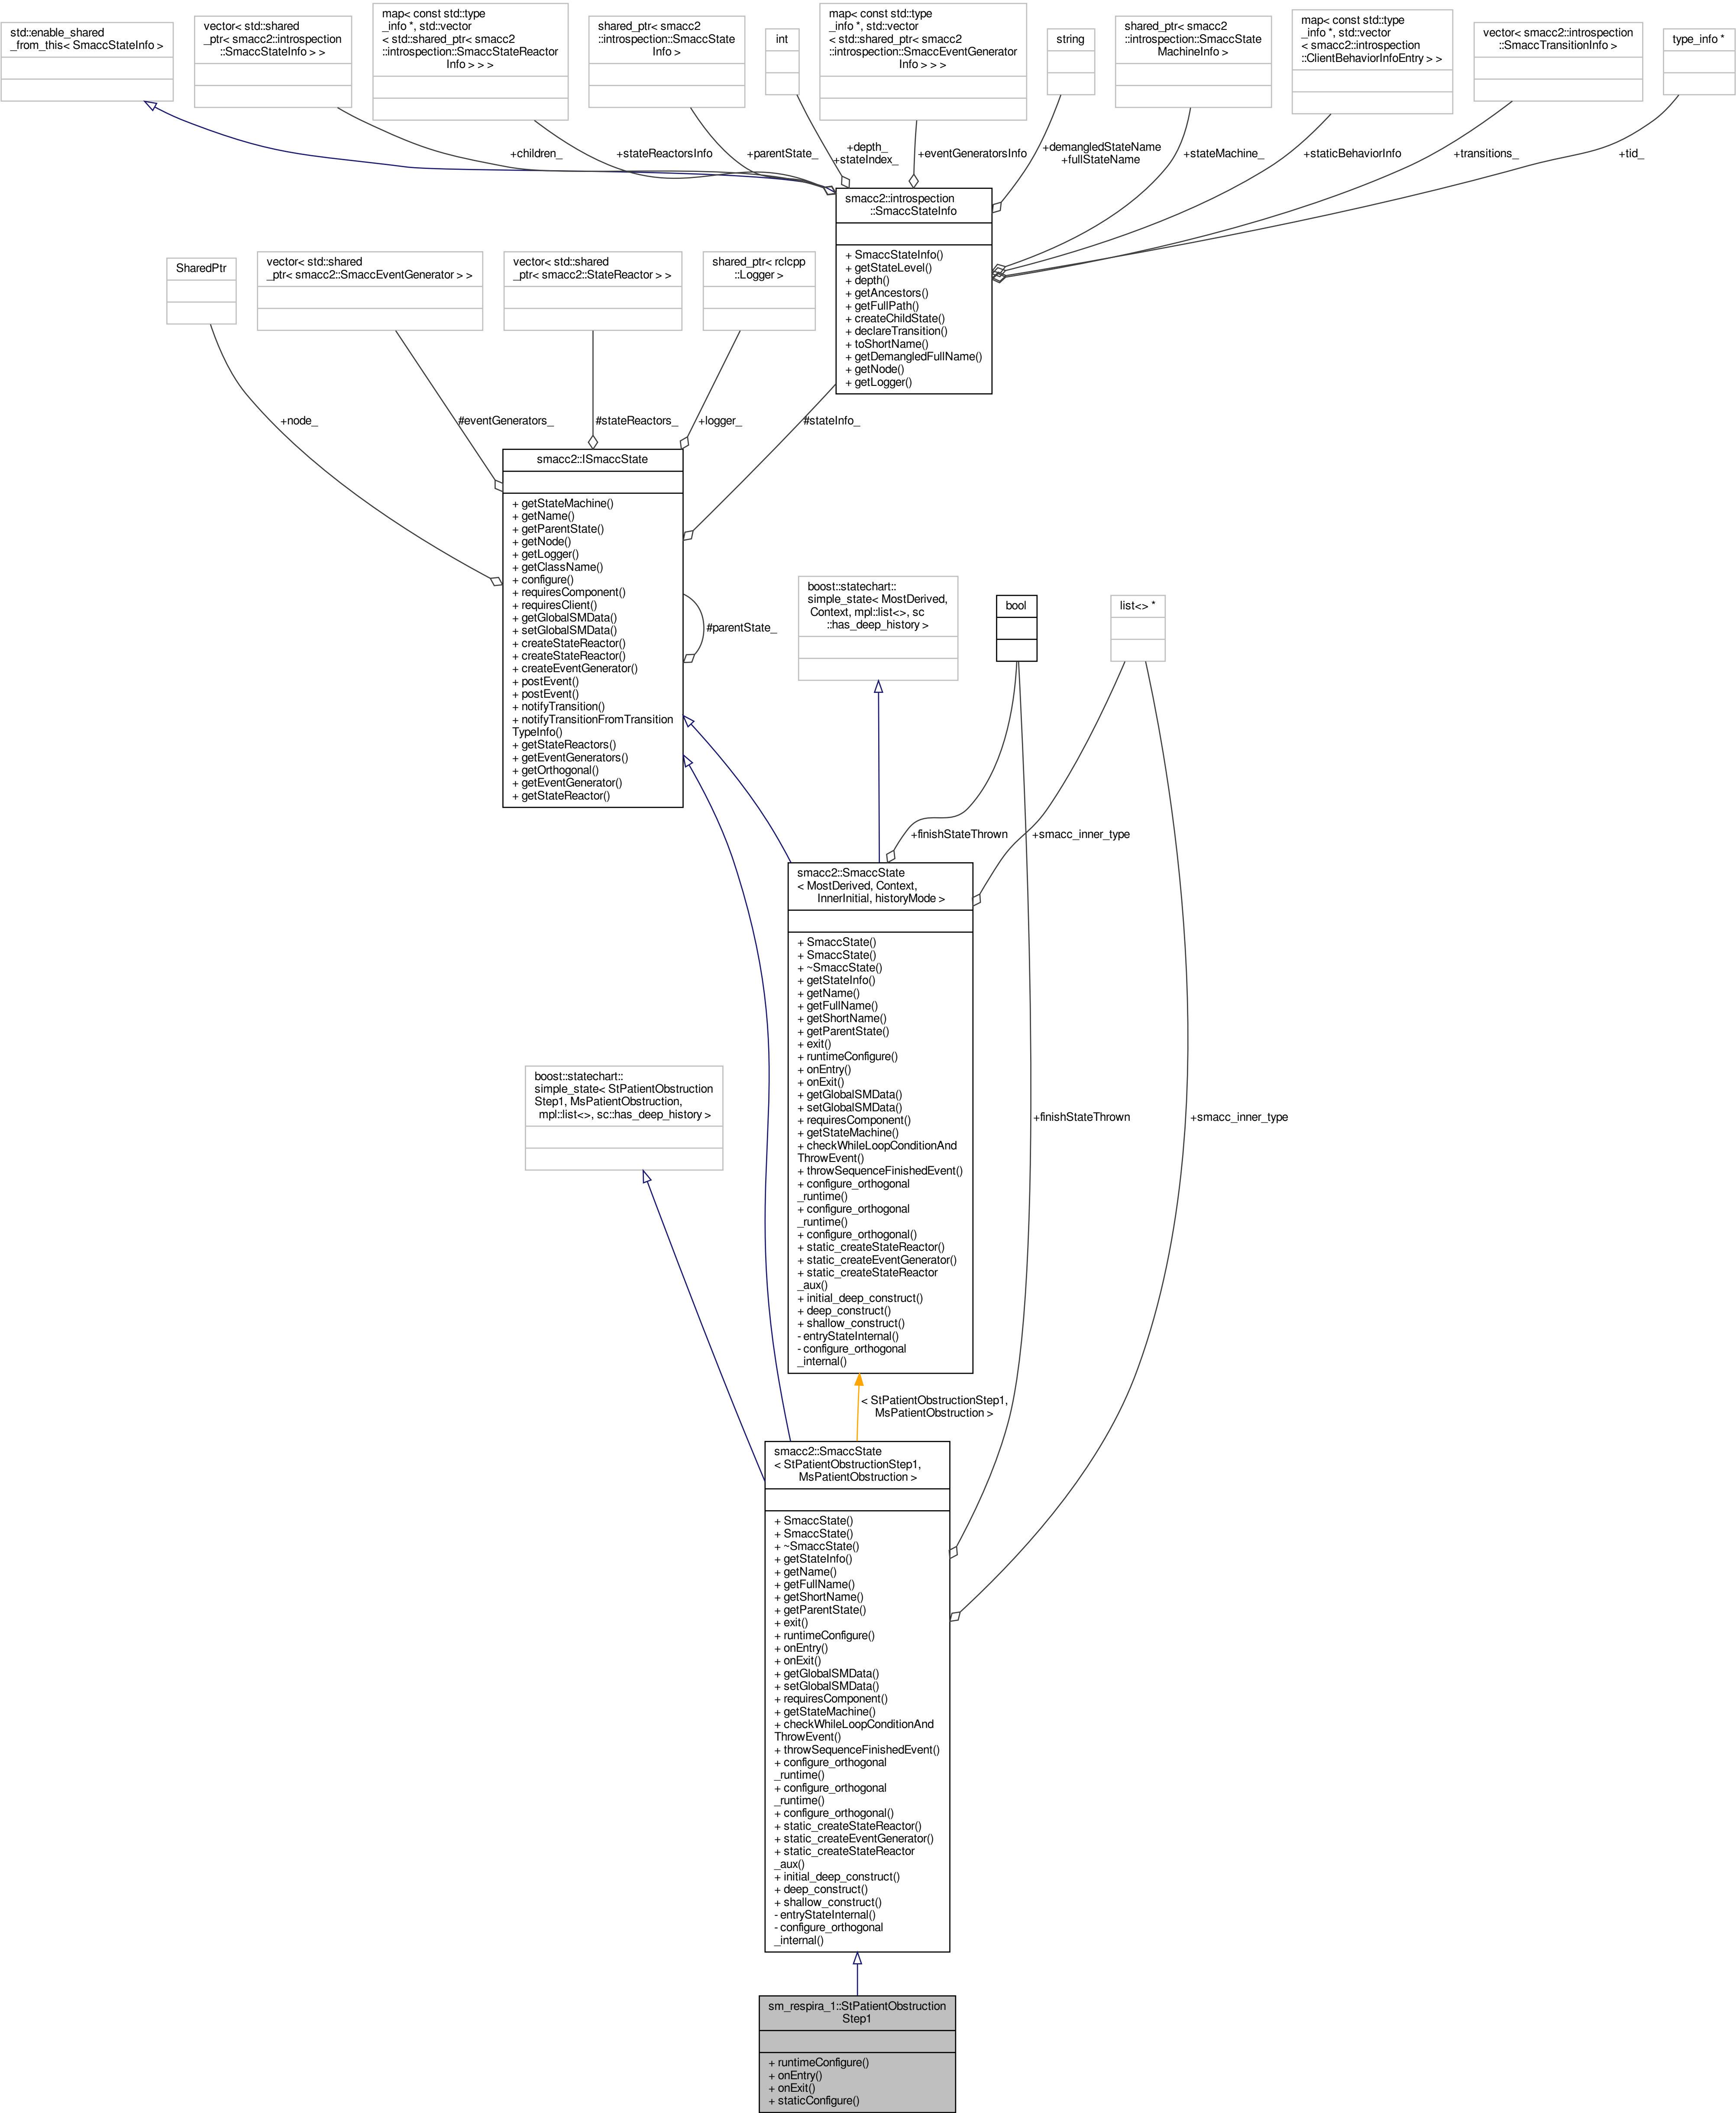 std::enable_shared
_from_this< SmaccStateInfo >
vector< std::shared
_ptr< smacc2::introspection
::SmaccStateInfo > >
map< const std::type
_info *, std::vector
< std::shared_ptr< smacc2
::introspection::SmaccStateReactor
Info > > >
shared_ptr< smacc2
::introspection::SmaccState
Info >
int
map< const std::type
_info *, std::vector
< std::shared_ptr< smacc2
::introspection::SmaccEventGenerator
Info > > >
string
shared_ptr< smacc2
::introspection::SmaccState
MachineInfo >
map< const std::type
_info *, std::vector
< smacc2::introspection
::ClientBehaviorInfoEntry > >
vector< smacc2::introspection
::SmaccTransitionInfo >
type_info *
+children_
+stateReactorsInfo
+parentState_
+depth_
+stateIndex_
+eventGeneratorsInfo
+demangledStateName
+fullStateName
+stateMachine_
+staticBehaviorInfo
+transitions_
+tid_
smacc2::introspection
::SmaccStateInfo
+ SmaccStateInfo()
+ getStateLevel()
+ depth()
+ getAncestors()
+ getFullPath()
+ createChildState()
+ declareTransition()
+ toShortName()
+ getDemangledFullName()
+ getNode()
+ getLogger()
SharedPtr
vector< std::shared
_ptr< smacc2::SmaccEventGenerator > >
vector< std::shared
_ptr< smacc2::StateReactor > >
shared_ptr< rclcpp
::Logger >
+node_
#eventGenerators_
#stateReactors_
+logger_
#stateInfo_
smacc2::ISmaccState
+ getStateMachine()
+ getName()
+ getParentState()
+ getNode()
+ getLogger()
+ getClassName()
+ configure()
+ requiresComponent()
+ requiresClient()
+ getGlobalSMData()
+ setGlobalSMData()
+ createStateReactor()
+ createStateReactor()
+ createEventGenerator()
+ postEvent()
+ postEvent()
+ notifyTransition()
+ notifyTransitionFromTransition
TypeInfo()
+ getStateReactors()
+ getEventGenerators()
+ getOrthogonal()
+ getEventGenerator()
+ getStateReactor()
#parentState_
boost::statechart::
simple_state< MostDerived,
Context, mpl::list<>, sc
::has_deep_history >
bool
list<> *
+finishStateThrown
+smacc_inner_type
smacc2::SmaccState
< MostDerived, Context,
InnerInitial, historyMode >
+ SmaccState()
+ SmaccState()
+ ~SmaccState()
+ getStateInfo()
+ getName()
+ getFullName()
+ getShortName()
+ getParentState()
+ exit()
+ runtimeConfigure()
+ onEntry()
+ onExit()
+ getGlobalSMData()
+ setGlobalSMData()
+ requiresComponent()
+ getStateMachine()
+ checkWhileLoopConditionAnd
ThrowEvent()
+ throwSequenceFinishedEvent()
+ configure_orthogonal
_runtime()
+ configure_orthogonal
_runtime()
+ configure_orthogonal()
+ static_createStateReactor()
+ static_createEventGenerator()
+ static_createStateReactor
_aux()
+ initial_deep_construct()
+ deep_construct()
+ shallow_construct()
- entryStateInternal()
- configure_orthogonal
_internal()
boost::statechart::
simple_state< StPatientObstruction
Step1, MsPatientObstruction,
mpl::list<>, sc::has_deep_history >
+finishStateThrown
+smacc_inner_type
< StPatientObstructionStep1,
MsPatientObstruction >
smacc2::SmaccState
< StPatientObstructionStep1,
MsPatientObstruction >
+ SmaccState()
+ SmaccState()
+ ~SmaccState()
+ getStateInfo()
+ getName()
+ getFullName()
+ getShortName()
+ getParentState()
+ exit()
+ runtimeConfigure()
+ onEntry()
+ onExit()
+ getGlobalSMData()
+ setGlobalSMData()
+ requiresComponent()
+ getStateMachine()
+ checkWhileLoopConditionAnd
ThrowEvent()
+ throwSequenceFinishedEvent()
+ configure_orthogonal
_runtime()
+ configure_orthogonal
_runtime()
+ configure_orthogonal()
+ static_createStateReactor()
+ static_createEventGenerator()
+ static_createStateReactor
_aux()
+ initial_deep_construct()
+ deep_construct()
+ shallow_construct()
- entryStateInternal()
- configure_orthogonal
_internal()
sm_respira_1::StPatientObstruction
Step1
+ runtimeConfigure()
+ onEntry()
+ onExit()
+ staticConfigure()